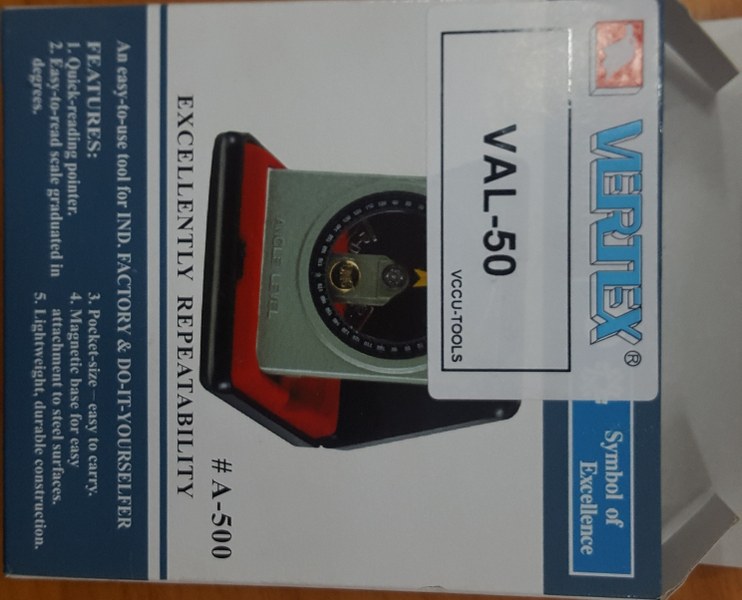 VERTEX®
VAL-50
VCCU-TOOLS
Symbol of
Excellence
ANGLE LEVEL
#A-500
EXCELLENTLY REPEATABILITY
An easy-to-use tool for IND. FACTORY & DO-IT-YOURSELFER
FEATURES:
1. Quick-reading pointer.
2. Easy-to-read scale graduated in
degrees.
3. Pocket-size – easy to carry.
4. Magnetic base for easy
attachment to steel surfaces.
5. Lightweight, durable construction.